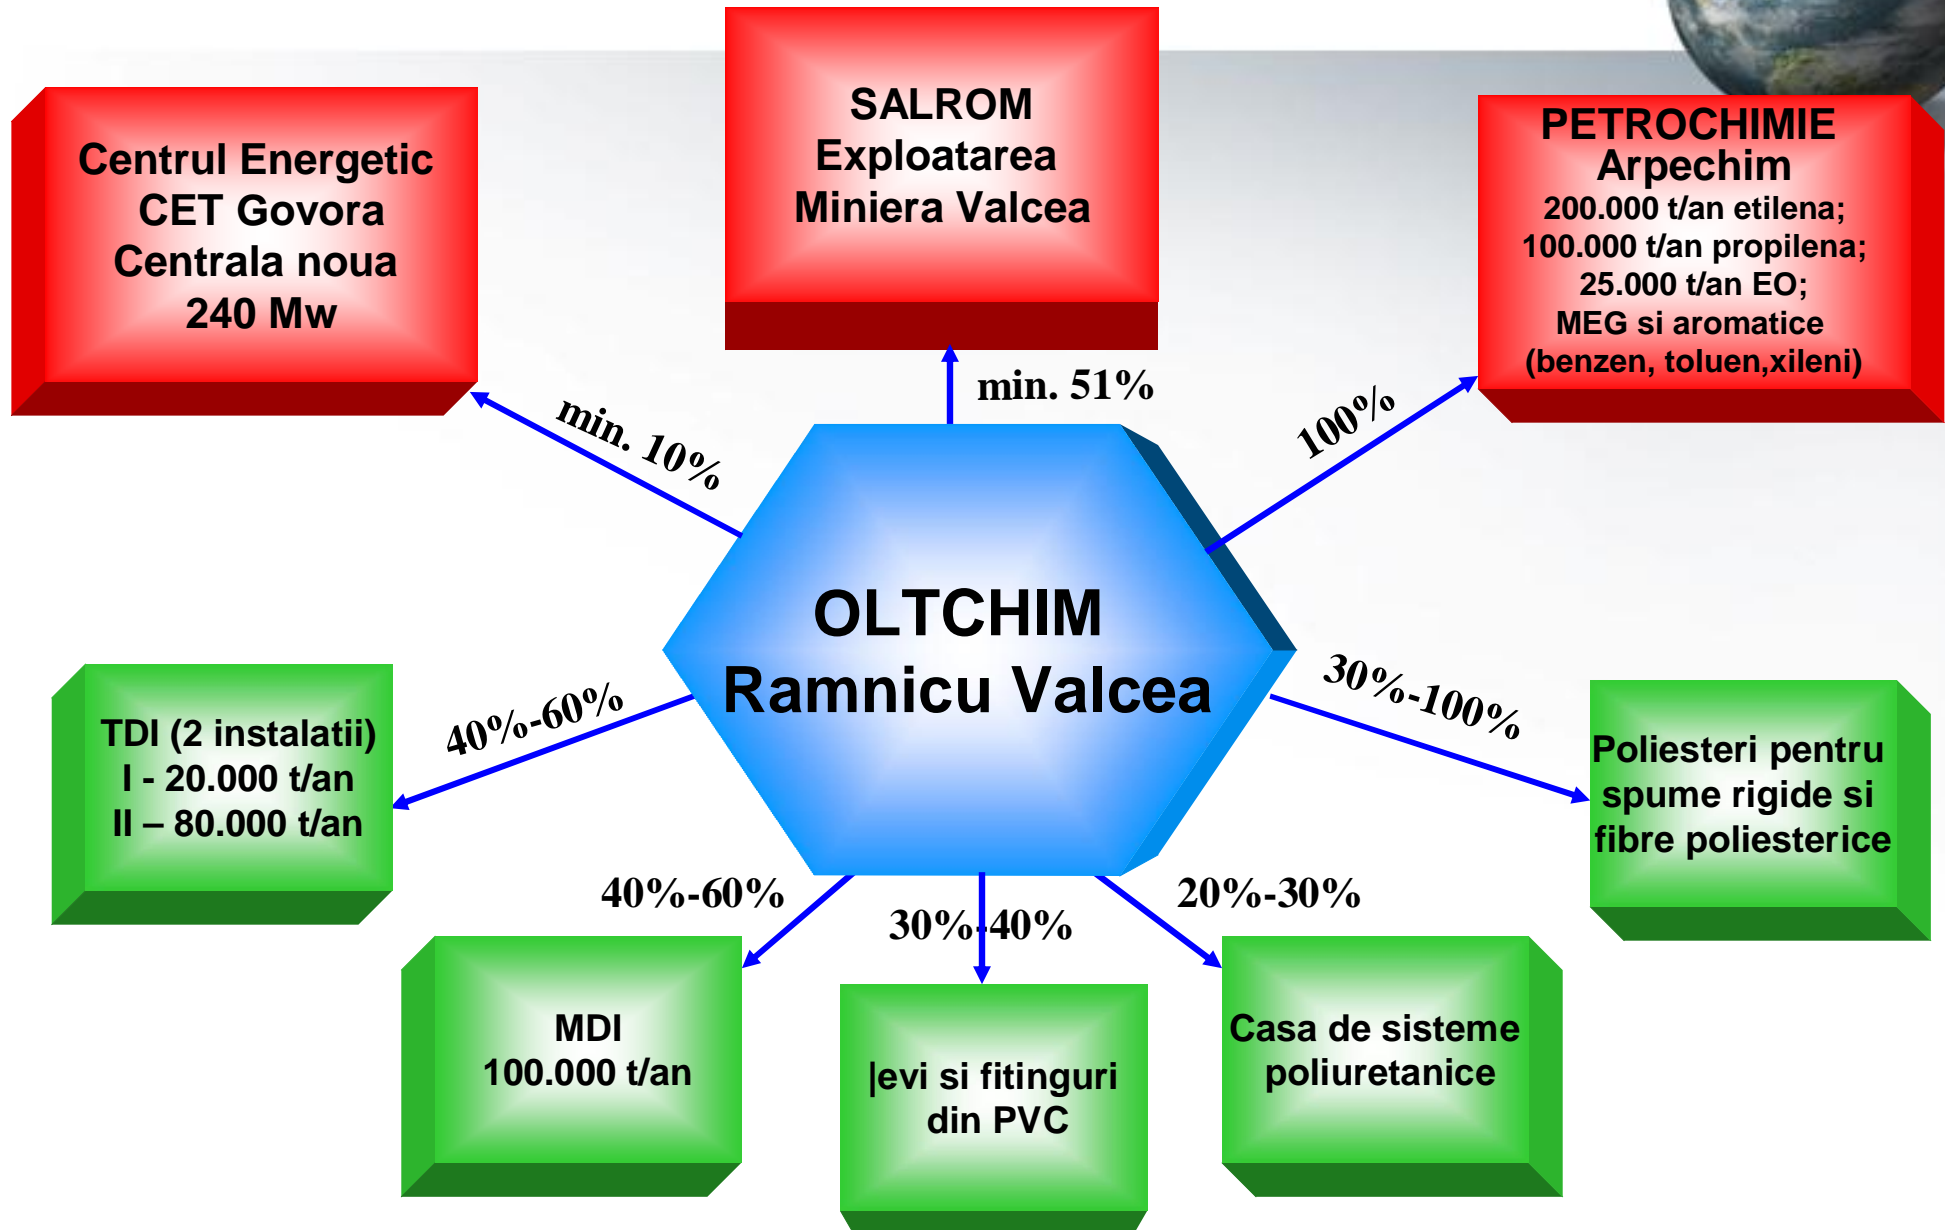 SALROM
Exploatarea
Miniera Valcea
Centrul Energetic
CET Govora
Centrala noua
240 Mw
PETROCHIMIE
Arpechim
200.000 t/an etilena;
100.000 t/an propilena;
25.000 t/an EO;
MEG si aromatice
(benzen, toluen,xileni)
min. 10%
min. 51%
100%
OLTCHIM
Ramnicu Valcea
40%-60%
30%-100%
TDI (2 instalatii)
I - 20.000 t/an
II – 80.000 t/an
Poliesteri pentru
spume rigide si
fibre poliesterice
40%-60%
30%-40%
20%-30%
MDI
100.000 t/an
|evi si fitinguri
din PVC
Casa de sisteme
poliuretanice